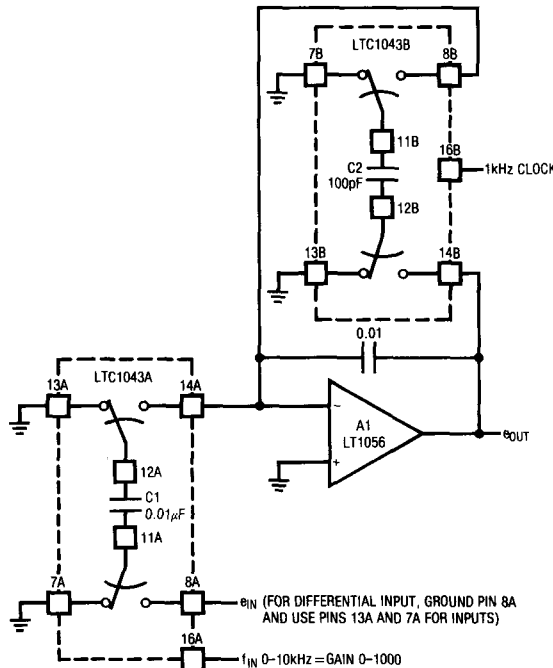 LTC1043B
7B
8B
11B
16B
1kHz CLOCK
C2
100pF
12B
13B
14B
0.01
LTC1043A
13A
14A
A1
LT1056
−
+
eOUT
12A
C1
0.01μF
11A
7A
8A
eIN (FOR DIFFERENTIAL INPUT, GROUND PIN 8A
AND USE PINS 13A AND 7A FOR INPUTS)
16A
fIN 0–10kHz = GAIN 0–1000